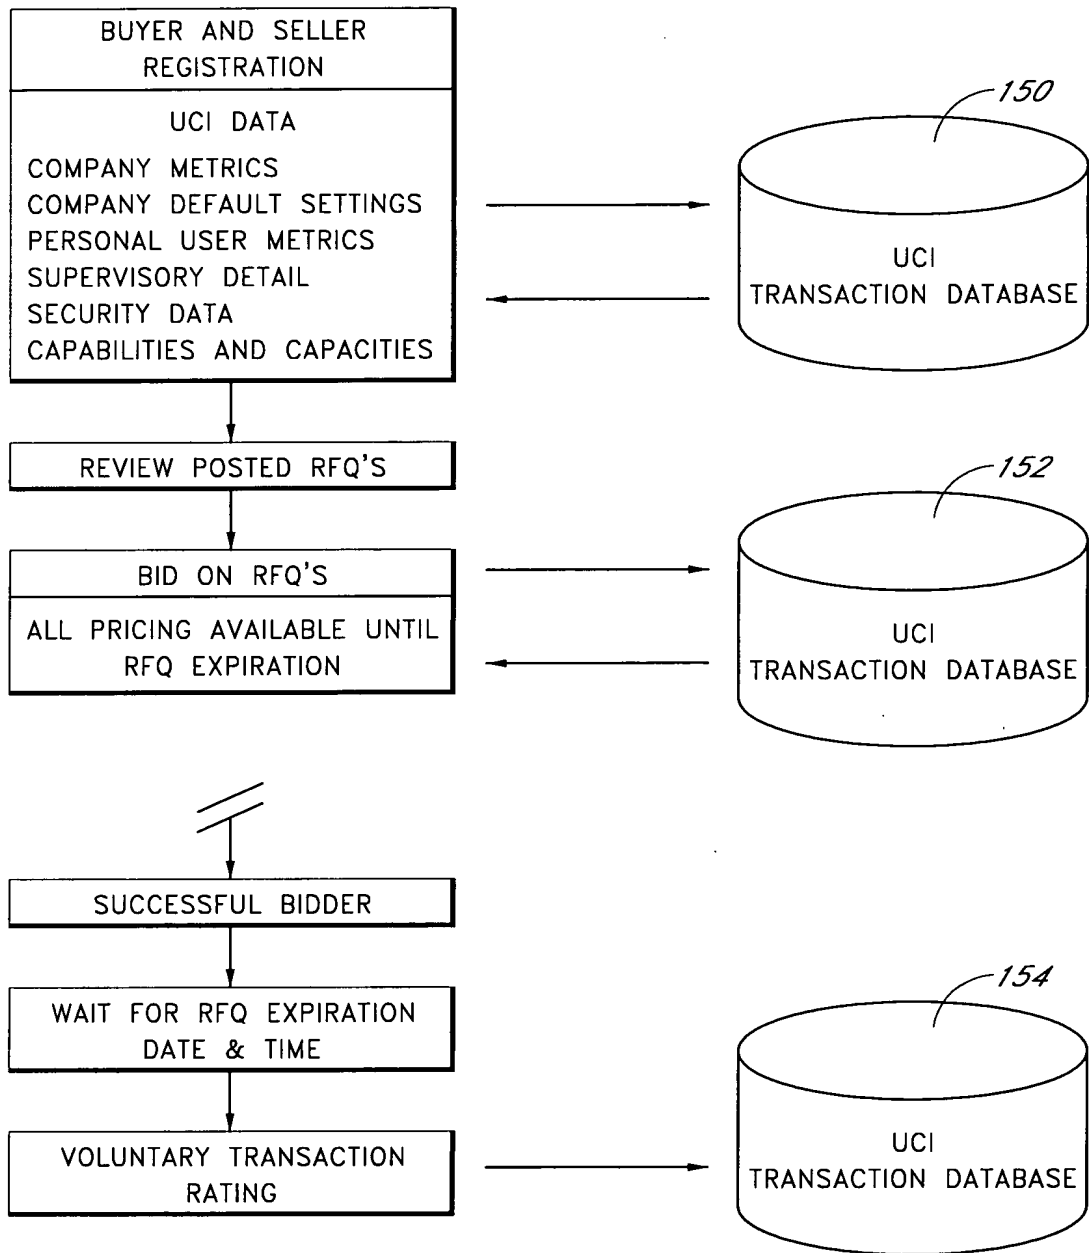 BUYER AND SELLER
REGISTRATION
UCI DATA
COMPANY METRICS
COMPANY DEFAULT SETTINGS
PERSONAL USER METRICS
SUPERVISORY DETAIL
SECURITY DATA
CAPABILITIES AND CAPACITIES
150
UCI
TRANSACTION DATABASE
REVIEW POSTED RFQ'S
BID ON RFQ'S
ALL PRICING AVAILABLE UNTIL
RFQ EXPIRATION
152
UCI
TRANSACTION DATABASE
SUCCESSFUL BIDDER
WAIT FOR RFQ EXPIRATION
DATE & TIME
VOLUNTARY TRANSACTION
RATING
154
UCI
TRANSACTION DATABASE